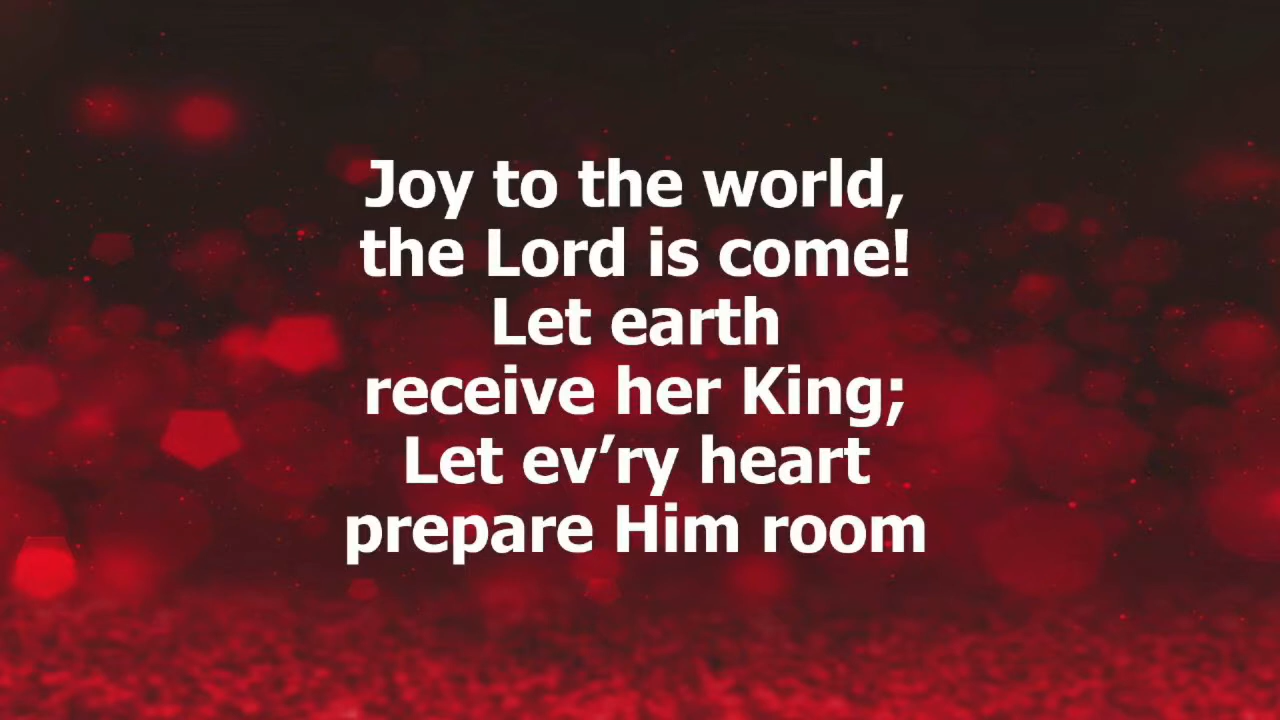 Joy to the world,
the Lord is come!
Let earth
receive her King;
Let ev’ry heart
prepare Him room